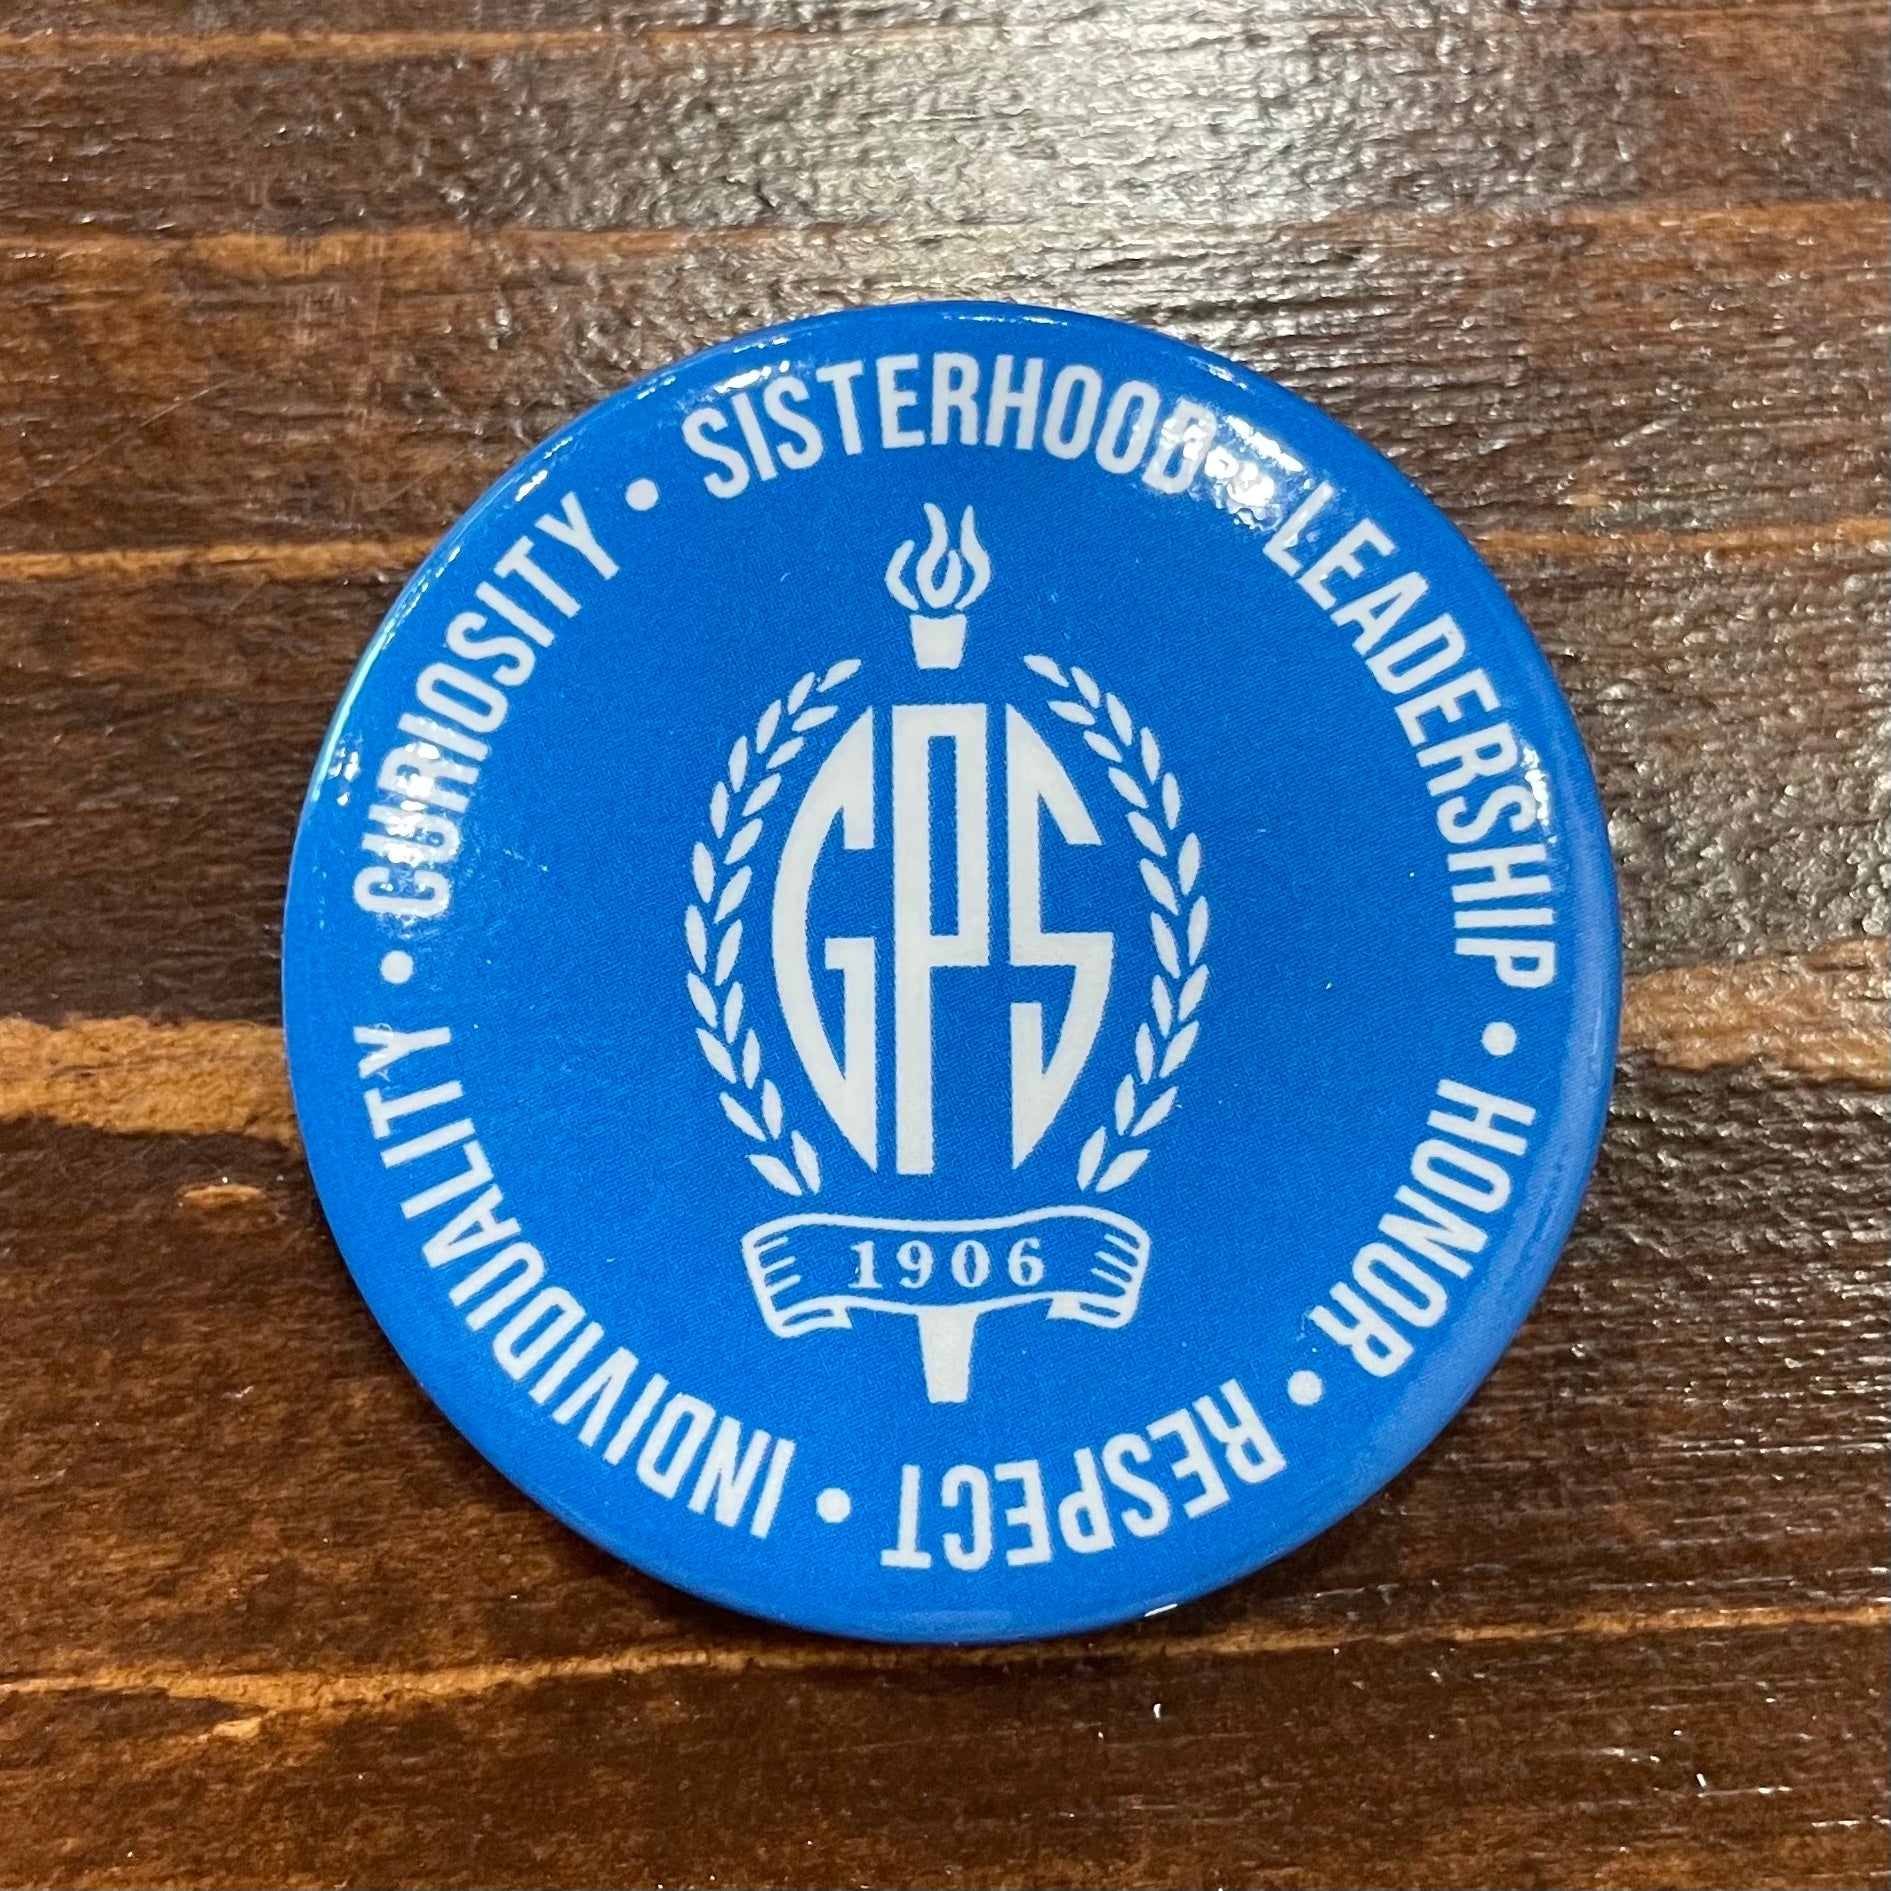 SISTERHOOD • LEADERSHIP • HONOR • RESPECT • INDIVIDUALITY • CURIOSITY •
GPS
1906